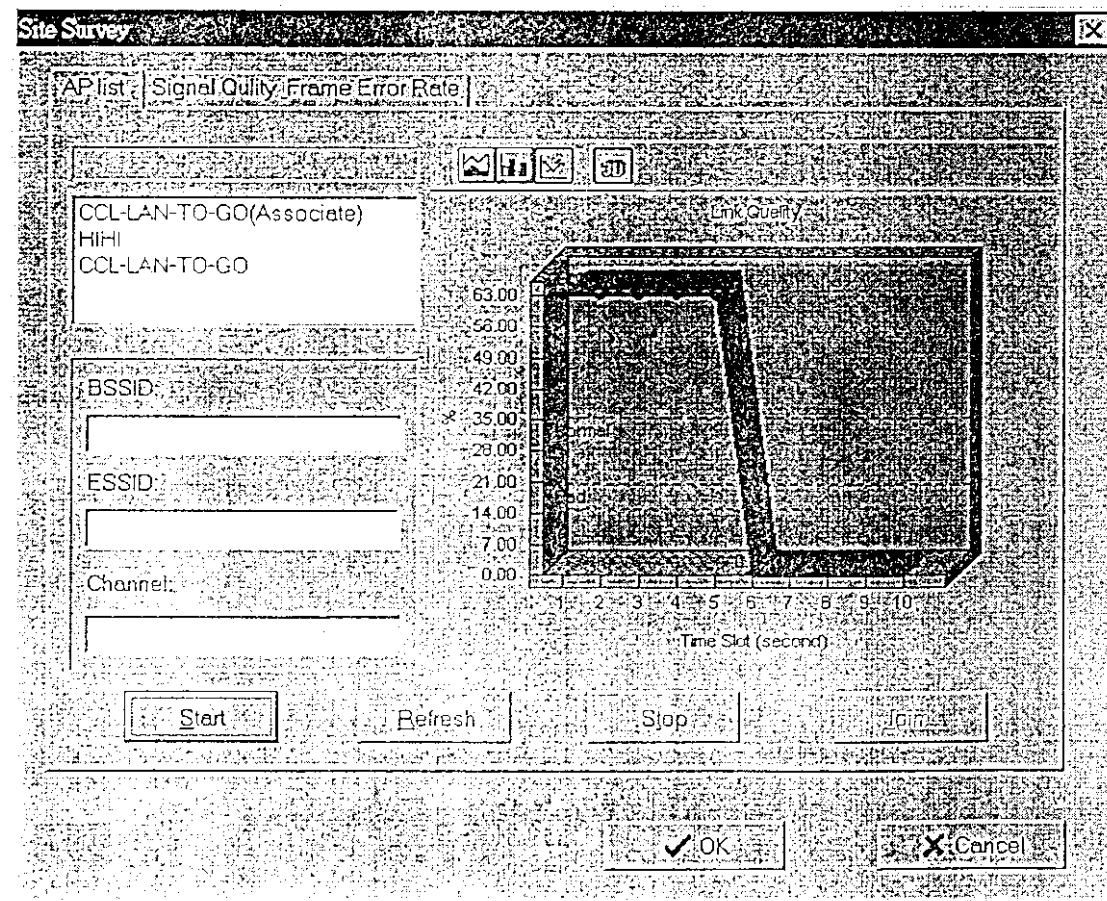 Site Survey
AP list Signal Qulity Frame Error Rate
3D
CCL-LAN-TO-GO(Associate)
HIHI
CCL-LAN-TO-GO
BSSID:
ESSID:
Channel:
Link Quality
63.00
56.00
49.00
42.00
35.00
28.00
21.00
14.00
7.00
0.00
%
1 2 3 4 5 6 7 8 9 10
Time Slot (second)
Start Refresh Stop Join
OK Cancel